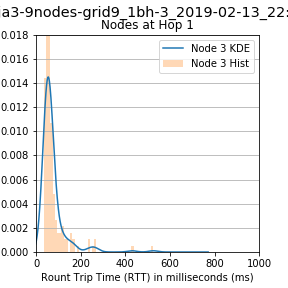 ja3-9nodes-grid9_1bh-3_2019-02-13_22:
Nodes at Hop 1
0.018
0.016
0.014
0.012
0.010
0.008
0.006
0.004
0.002
0.000
Node 3 KDE
Node 3 Hist
0 200 400 600 800 1000
Rount Trip Time (RTT) in milliseconds (ms)